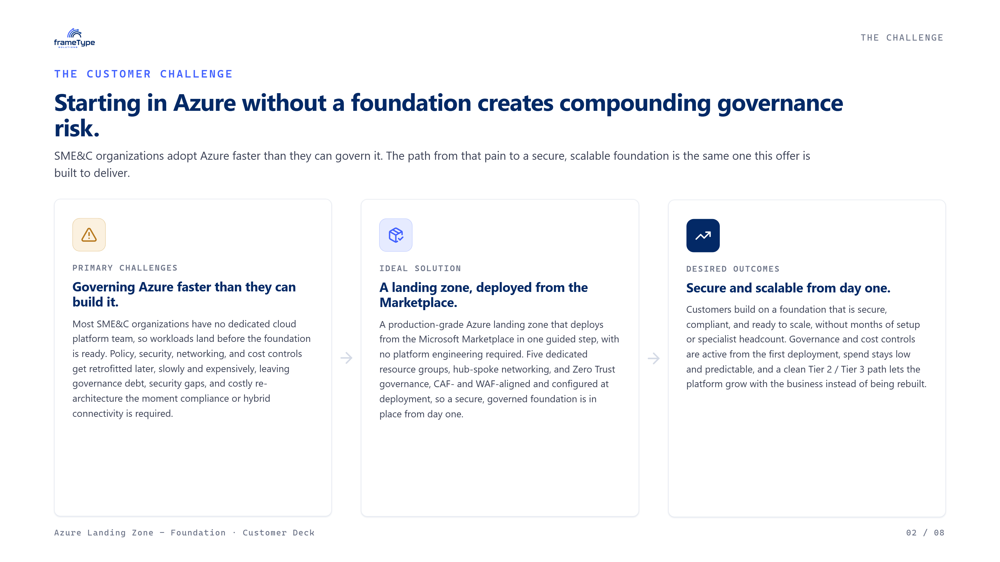 frameType
SOLUTIONS
THE CHALLENGE
THE CUSTOMER CHALLENGE
Starting in Azure without a foundation creates compounding governance
risk.
SME&C organizations adopt Azure faster than they can govern it. The path from that pain to a secure, scalable foundation is the same one this offer is
built to deliver.
PRIMARY CHALLENGES
Governing Azure faster than they can
build it.
Most SME&C organizations have no dedicated cloud
platform team, so workloads land before the foundation
is ready. Policy, security, networking, and cost controls
get retrofitted later, slowly and expensively, leaving
governance debt, security gaps, and costly re-
architecture the moment compliance or hybrid
connectivity is required.
IDEAL SOLUTION
A landing zone, deployed from the
Marketplace.
A production-grade Azure landing zone that deploys
from the Microsoft Marketplace in one guided step, with
no platform engineering required. Five dedicated
resource groups, hub-spoke networking, and Zero Trust
governance, CAF- and WAF-aligned and configured at
deployment, so a secure, governed foundation is in
place from day one.
DESIRED OUTCOMES
Secure and scalable from day one.
Customers build on a foundation that is secure,
compliant, and ready to scale, without months of setup
or specialist headcount. Governance and cost controls
are active from the first deployment, spend stays low
and predictable, and a clean Tier 2 / Tier 3 path lets the
platform grow with the business instead of being rebuilt.
Azure Landing Zone – Foundation · Customer Deck
02 / 08